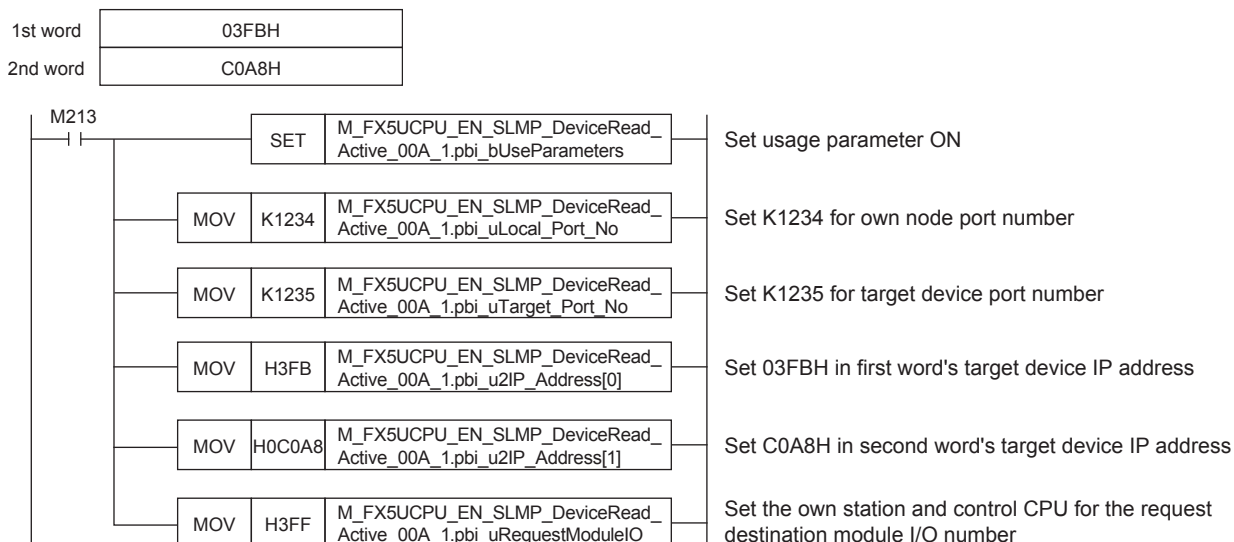 1st word 03FBH
2nd word C0A8H
M213
SET M_FX5UCPU_EN_SLMP_DeviceRead_
Active_00A_1.pbi_bUseParameters
Set usage parameter ON
MOV K1234 M_FX5UCPU_EN_SLMP_DeviceRead_
Active_00A_1.pbi_uLocal_Port_No
Set K1234 for own node port number
MOV K1235 M_FX5UCPU_EN_SLMP_DeviceRead_
Active_00A_1.pbi_uTarget_Port_No
Set K1235 for target device port number
MOV H3FB M_FX5UCPU_EN_SLMP_DeviceRead_
Active_00A_1.pbi_u2IP_Address[0]
Set 03FBH in first word's target device IP address
MOV H0C0A8 M_FX5UCPU_EN_SLMP_DeviceRead_
Active_00A_1.pbi_u2IP_Address[1]
Set C0A8H in second word's target device IP address
MOV H3FF M_FX5UCPU_EN_SLMP_DeviceRead_
Active_00A_1.pbi_uRequestModuleIO
Set the own station and control CPU for the request
destination module I/O number